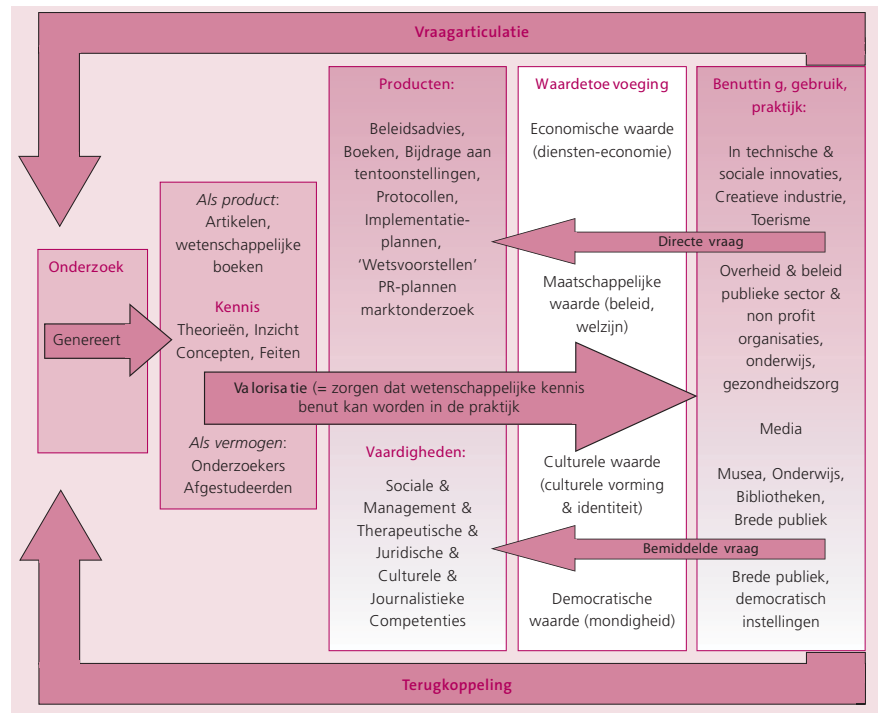 Vraagarticulatie
Onderzoek
Genereert
Als product:
Artikelen,
wetenschappelijke
boeken
Kennis
Theorieën, Inzicht
Concepten, Feiten
Als vermogen:
Onderzoekers
Afgestudeerden
Producten:
Beleidsadvies,
Boeken, Bijdrage aan
tentoonstellingen,
Protocollen,
Implementatie-
plannen,
‘Wetsvoorstellen’
PR-plannen
marktonderzoek
Valorisatie (= zorgen dat wetenschappelijke kennis
benut kan worden in de praktijk
Vaardigheden:
Sociale &
Management &
Therapeutische &
Juridische &
Culturele &
Journalistieke
Competenties
Waardetoe voeging
Economische waarde
(diensten-economie)
Maatschappelijke
waarde (beleid,
welzijn)
Culturele waarde
(culturele vorming
& identiteit)
Democratische
waarde (mondigheid)
Benuttin g, gebruik,
praktijk:
In technische &
sociale innovaties,
Creatieve industrie,
Toerisme
Directe vraag
Overheid & beleid
publieke sector &
non profit
organisaties,
onderwijs,
gezondheidszorg
Media
Musea, Onderwijs,
Bibliotheken,
Brede publiek
Bemiddelde vraag
Brede publiek,
democratisch
instellingen
Terugkoppeling